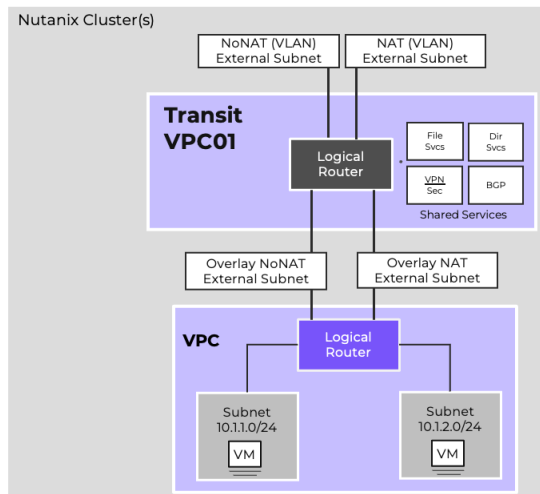 Nutanix Cluster(s)
NoNAT (VLAN)
External Subnet
NAT (VLAN)
External Subnet
Transit
VPC01
Logical
Router
File
Svcs
Dir
Svcs
VPN
Sec
BGP
Shared Services
Overlay NoNAT
External Subnet
Overlay NAT
External Subnet
VPC
Logical
Router
Subnet
10.1.1.0/24
VM
Subnet
10.1.2.0/24
VM